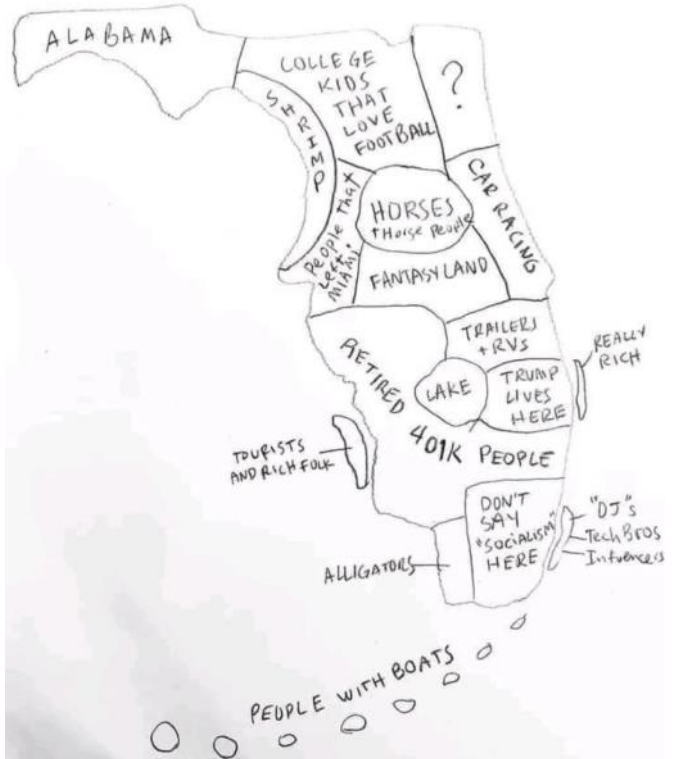 ALABAMA
COLLEGE
KIDS
THAT
LOVE
FOOTBALL
?
SHRIMP
People That
Left
MIAMI.
HORSES
+ Horse People
CAR RACING
FANTASYLAND
TRAILERS
+ RVs
REALLY
RICH
RETIRED
401K PEOPLE
LAKE
TRUMP
LIVES
HERE
TOURISTS
AND RICH FOLK
DON'T
SAY
"SOCIALISM"
HERE
"DJ"s
Tech Bros
Influencers
ALLIGATORS
PEOPLE WITH BOATS